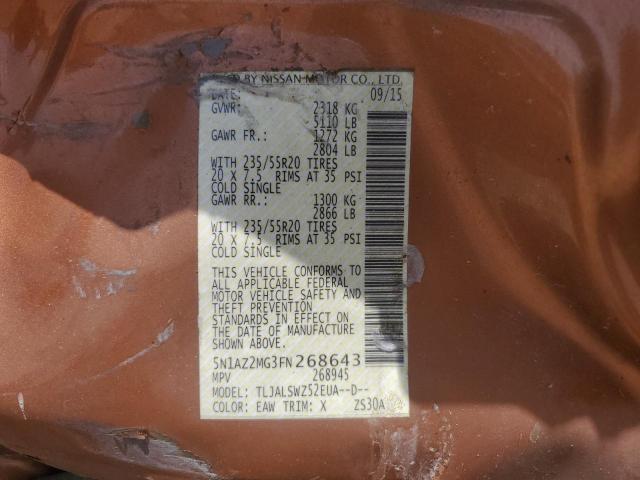 BY NISSAN MOTOR CO., LTD.
DATE: 09/15
GVWR: 2318 KG
5110 LB
GAWR FR.: 1272 KG
2804 LB
WITH 235/55R20 TIRES
20 X 7.5 RIMS AT 35 PSI
COLD SINGLE
GAWR RR.: 1300 KG
2866 LB
WITH 235/55R20 TIRES
20 X 7.5 RIMS AT 35 PSI
COLD SINGLE
THIS VEHICLE CONFORMS TO
ALL APPLICABLE FEDERAL
MOTOR VEHICLE SAFETY AND
THEFT PREVENTION
STANDARDS IN EFFECT ON
THE DATE OF MANUFACTURE
SHOWN ABOVE.
5N1AZ2MG3FN268643
MPV 268945
MODEL: TLJALSWZ52EUA--D--
COLOR: EAW TRIM: X ZS30A